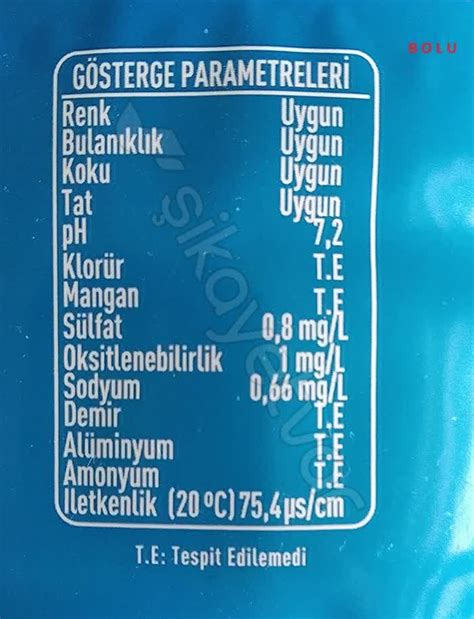 BOLU
GÖSTERGE PARAMETRELERİ
Renk Uygun
Bulanıklık Uygun
Koku Uygun
Tat Uygun
pH 7,2
Klorür T.E
Mangan T.E
Sülfat 0,8 mg/L
Oksitlenebilirlik 1 mg/L
Sodyum 0,66 mg/L
Demir T.E
Alüminyum T.E
Amonyum T.E
İletkenlik (20 ºC) 75,4 µs/cm
T.E: Tespit Edilemedi
şikayetvar